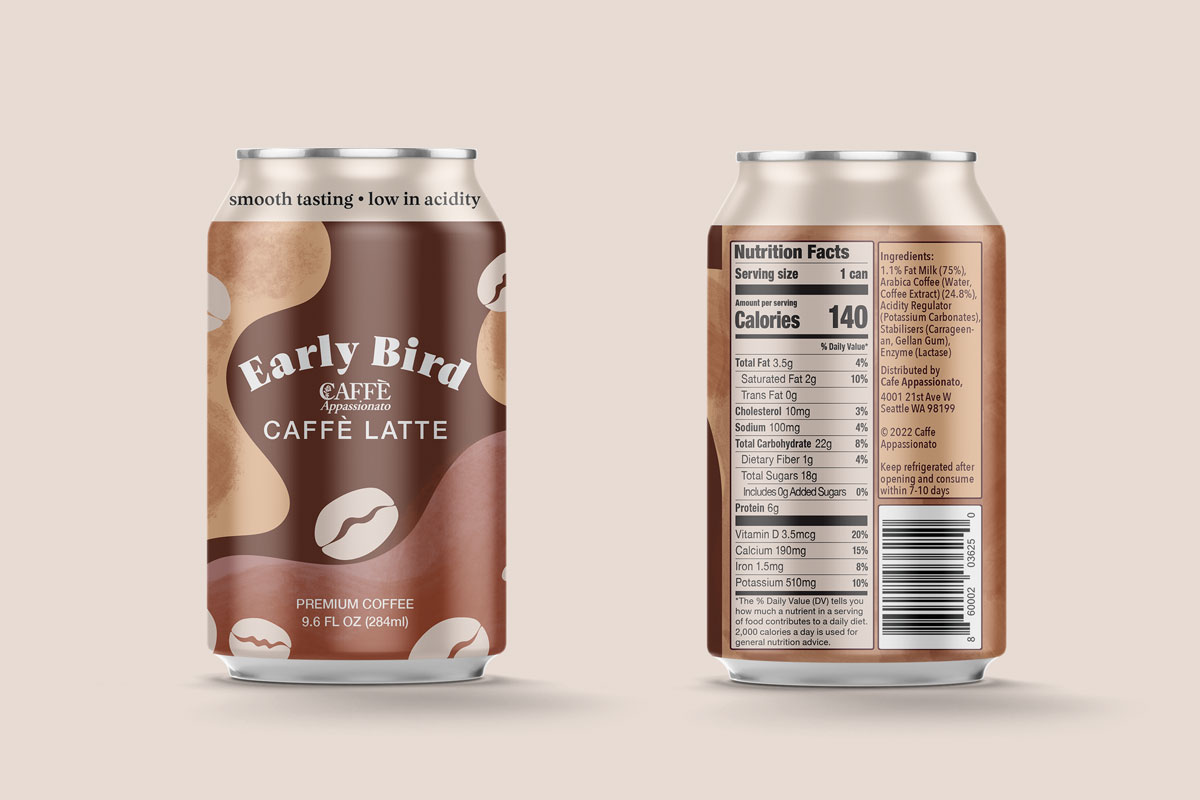 smooth tasting • low in acidity
Early Bird
CAFFÈ
Appassionato
CAFFÈ LATTE
PREMIUM COFFEE
9.6 FL OZ (284ml)
Nutrition Facts
Serving size 1 can
Amount per serving
Calories 140
% Daily Value*
Total Fat 3.5g 4%
Saturated Fat 2g 10%
Trans Fat 0g
Cholesterol 10mg 3%
Sodium 100mg 4%
Total Carbohydrate 22g 8%
Dietary Fiber 1g 4%
Total Sugars 18g
Includes 0g Added Sugars 0%
Protein 6g
Vitamin D 3.5mcg 20%
Calcium 190mg 15%
Iron 1.5mg 8%
Potassium 510mg 10%
*The % Daily Value (DV) tells you
how much a nutrient in a serving
of food contributes to a daily diet.
2,000 calories a day is used for
general nutrition advice.
Ingredients:
1.1% Fat Milk (75%),
Arabica Coffee (Water,
Coffee Extract) (24.8%),
Acidity Regulator
(Potassium Carbonates),
Stabilisers (Carrageen-
an, Gellan Gum),
Enzyme (Lactase)
Distributed by
Cafe Appassionato,
4001 21st Ave W
Seattle WA 98199
© 2022 Caffe
Appassionato
Keep refrigerated after
opening and consume
within 7-10 days
8 60002 03625 0